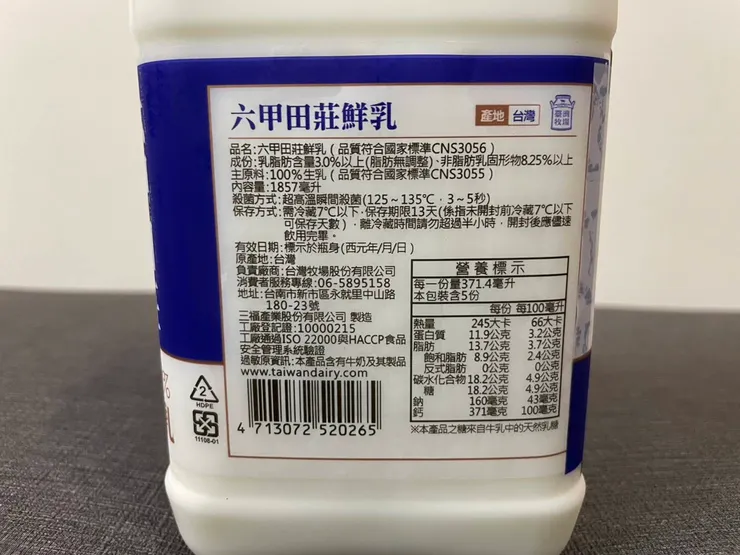 六甲田莊鮮乳
產地 台灣
臺灣
牧場
品名:六甲田莊鮮乳(品質符合國家標準CNS3056)
成份:乳脂肪含量3.0%以上(脂肪無調整)、非脂肪乳固形物8.25%以上
主原料:100%生乳(品質符合國家標準CNS3055)
內容量:1857毫升
殺菌方式:超高溫瞬間殺菌(125~135℃,3~5秒)
保存方式:需冷藏7℃以下,保存期限13天(係指未開封前冷藏7℃以下
可保存天數),離冷藏時間請勿超過半小時,開封後應儘速
飲用完畢。
有效日期:標示於瓶身(西元年/月/日)
原產地:台灣
負責廠商:台灣牧場股份有限公司
消費者服務專線:06-5895158
地址:台南市新市區永就里中山路
180-23號
三福產業股份有限公司 製造
工廠登記證:10000215
工廠通過ISO 22000與HACCP食品
安全管理系統驗證
過敏原資訊:本產品含有牛奶及其製品
www.taiwandairy.com
4 713072 520265
營養標示
每一份量371.4毫升
本包裝含5份
每份 每100毫升
熱量 245大卡 66大卡
蛋白質 11.9公克 3.2公克
脂肪 13.7公克 3.7公克
飽和脂肪 8.9公克 2.4公克
反式脂肪 0公克 0公克
碳水化合物 18.2公克 4.9公克
糖 18.2公克 4.9公克
鈉 160毫克 43毫克
鈣 371毫克 100毫克
※本產品之糖來自牛乳中的天然乳糖
2
HDPE
11108-01
%
L